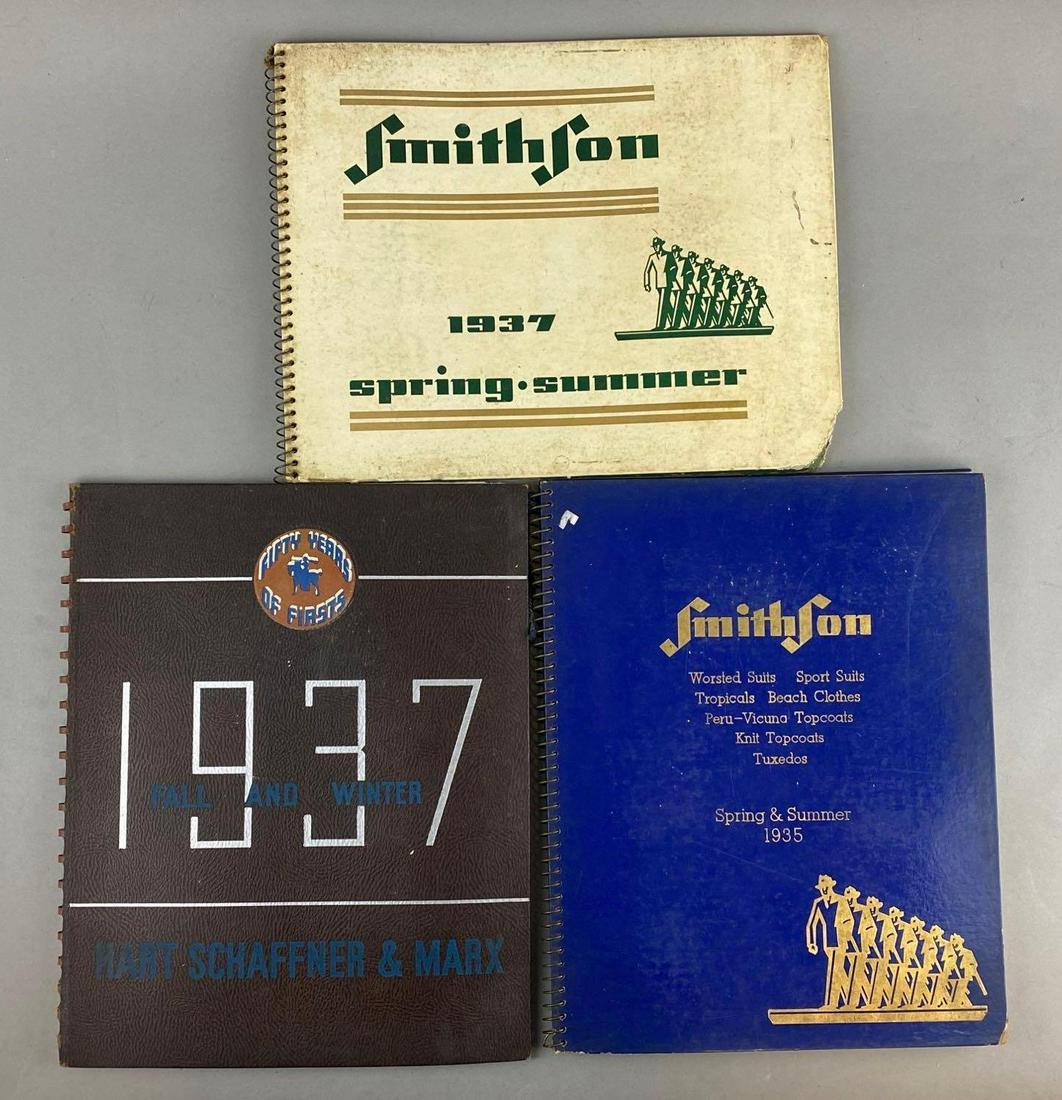 SmithSon
1937
spring·summer
FIFTY YEARS
OF FIRSTS
1937
FALL AND WINTER
HART SCHAFFNER & MARX
SmithSon
Worsted Suits Sport Suits
Tropicals Beach Clothes
Peru-Vicuna Topcoats
Knit Topcoats
Tuxedos
Spring & Summer
1935